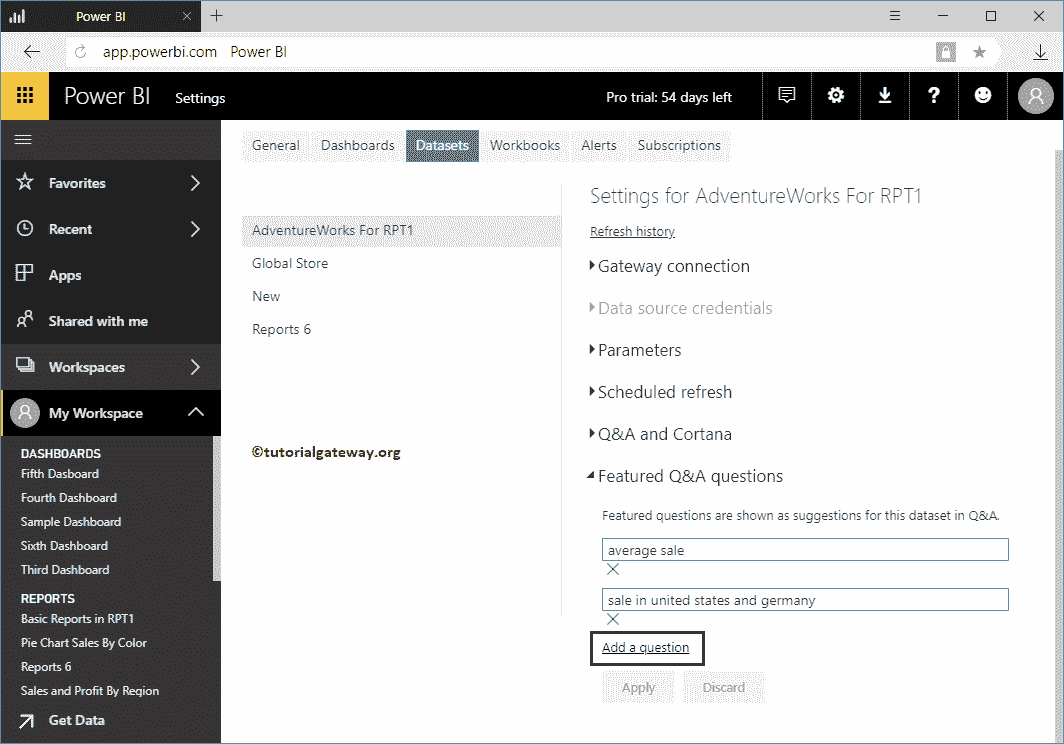 Power BI
app.powerbi.com Power BI
Power BI Settings Pro trial: 54 days left
General Dashboards Datasets Workbooks Alerts Subscriptions
Favorites
Recent
Apps
Shared with me
Workspaces
My Workspace
DASHBOARDS
Fifth Dasboard
Fourth Dashboard
Sample Dashboard
Sixth Dashboard
Third Dashboard
REPORTS
Basic Reports in RPT1
Pie Chart Sales By Color
Reports 6
Sales and Profit By Region
Get Data
AdventureWorks For RPT1
Global Store
New
Reports 6
©tutorialgateway.org
Settings for AdventureWorks For RPT1
Refresh history
Gateway connection
Data source credentials
Parameters
Scheduled refresh
Q&A and Cortana
Featured Q&A questions
Featured questions are shown as suggestions for this dataset in Q&A.
average sale
sale in united states and germany
Add a question
Apply Discard